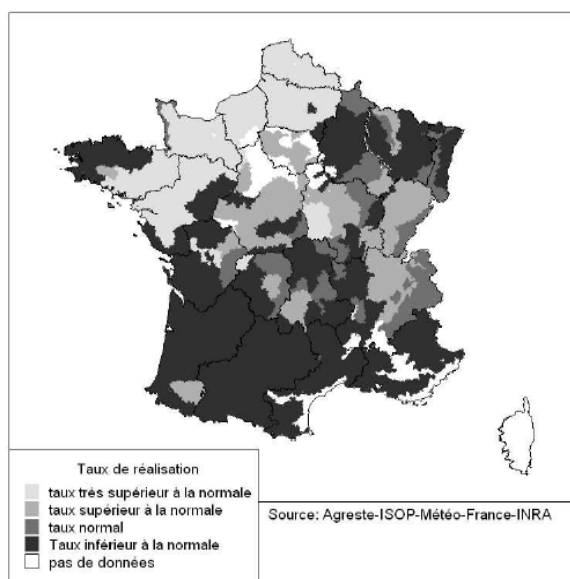 Taux de réalisation
taux très supérieur à la normale
taux supérieur à la normale
taux normal
Taux inférieur à la normale
pas de données
Source: Agreste-ISOP-Météo-France-INRA